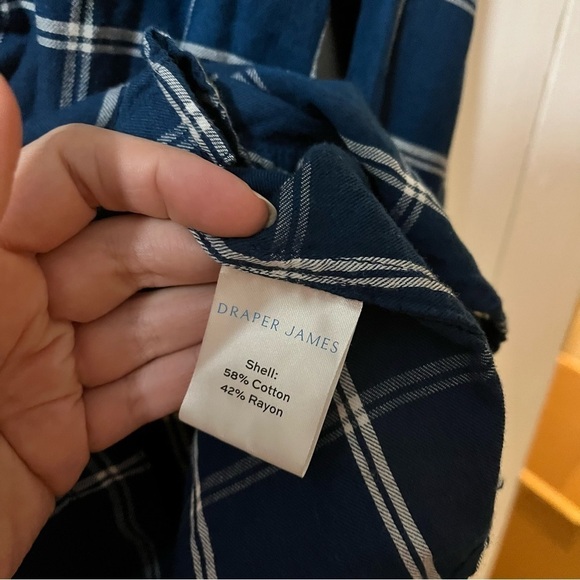 DRAPER JAMES
Shell:
58% Cotton
42% Rayon